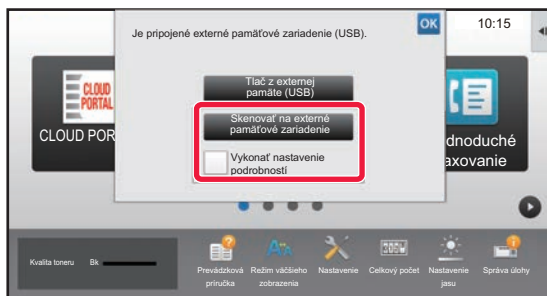 Je pripojené externé pamäťové zariadenie (USB).
OK
10:15
Tlač z externej
pamäte (USB)
Skenovať na externé
pamäťové zariadenie
Vykonať nastavenie
podrobností
CLOUD
PORTAL
CLOUD POR
dnoduché
axovanie
Kvalita toneru Bk
Prevádzková
príručka
Režim väčšieho
zobrazenia
Nastavenie
Celkový počet
Nastavenie
jasu
Správa úlohy